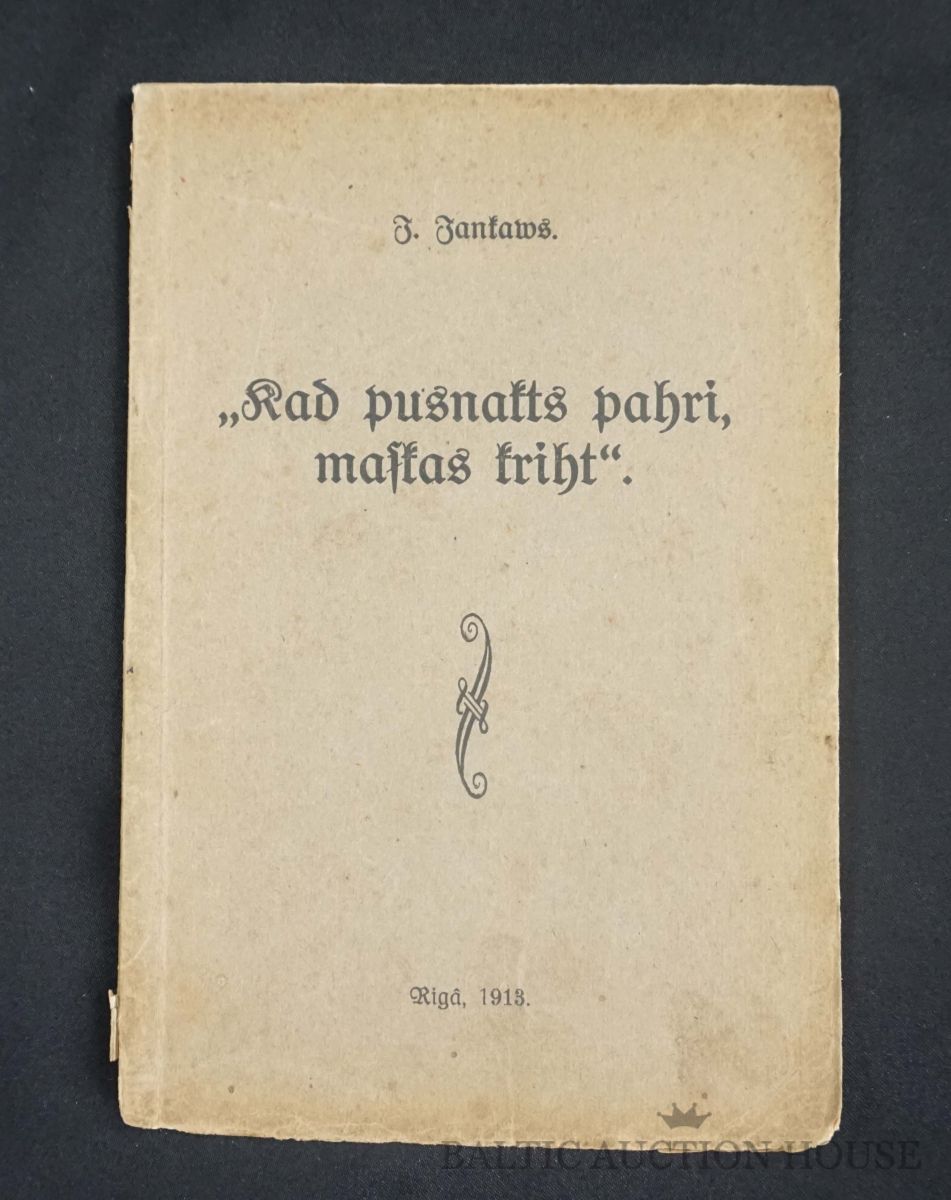 J. Jankaws.
„Kad pusnakts pahri,
maſkas kriht“.
Rigâ, 1913.
BALTIC AUCTION HOUSE